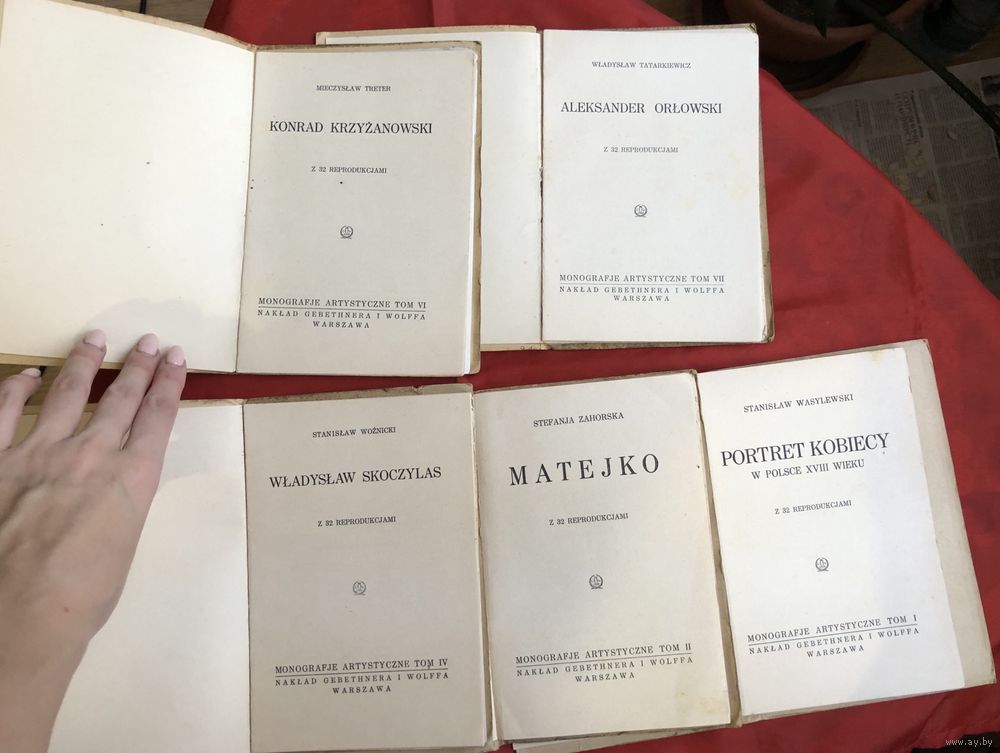 MIECZYSŁAW TRETER
KONRAD KRZYŻANOWSKI
Z 32 REPRODUKCJAMI
MONOGRAFJE ARTYSTYCZNE TOM VI
NAKŁAD GEBETHNERA I WOLFFA
WARSZAWA
WŁADYSŁAW TATARKIEWICZ
ALEKSANDER ORŁOWSKI
Z 32 REPRODUKCJAMI
MONOGRAFJE ARTYSTYCZNE TOM VII
NAKŁAD GEBETHNERA I WOLFFA
WARSZAWA
STANISŁAW WOŹNICKI
WŁADYSŁAW SKOCZYLAS
Z 32 REPRODUKCJAMI
MONOGRAFJE ARTYSTYCZNE TOM IV
NAKŁAD GEBETHNERA I WOLFFA
WARSZAWA
STEFANJA ZAHORSKA
MATEJKO
Z 32 REPRODUKCJAMI
MONOGRAFJE ARTYSTYCZNE TOM II
NAKŁAD GEBETHNERA I WOLFFA
WARSZAWA
STANISŁAW WASYLEWSKI
PORTRET KOBIECY
W POLSCE XVIII WIEKU
Z 32 REPRODUKCJAMI
MONOGRAFJE ARTYSTYCZNE TOM I
NAKŁAD GEBETHNERA I WOLFFA
WARSZAWA
www.ay.by